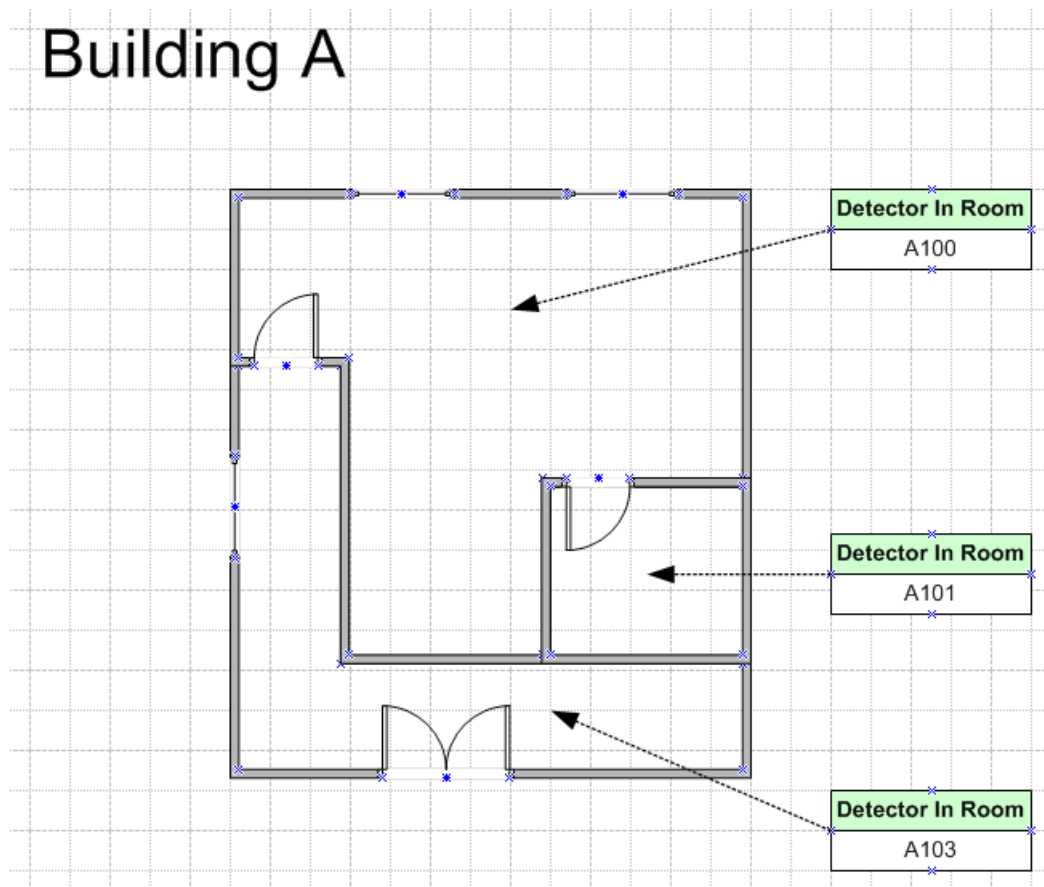 Building A
Detector In Room
A100
Detector In Room
A101
Detector In Room
A103